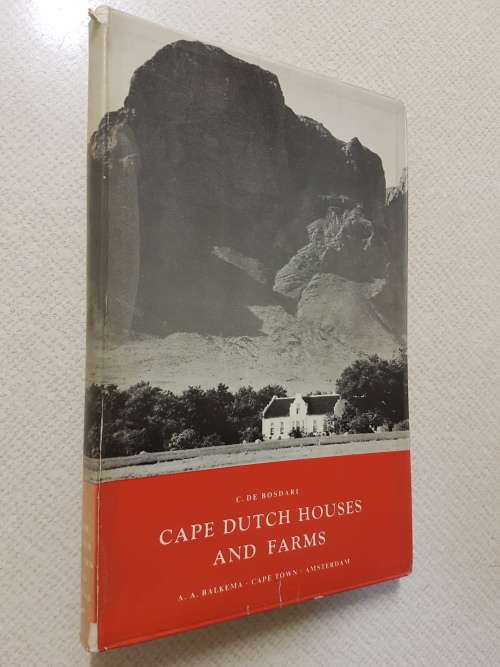 C. DE BOSDARI
CAPE DUTCH HOUSES
AND FARMS
A. A. BALKEMA · CAPE TOWN · AMSTERDAM